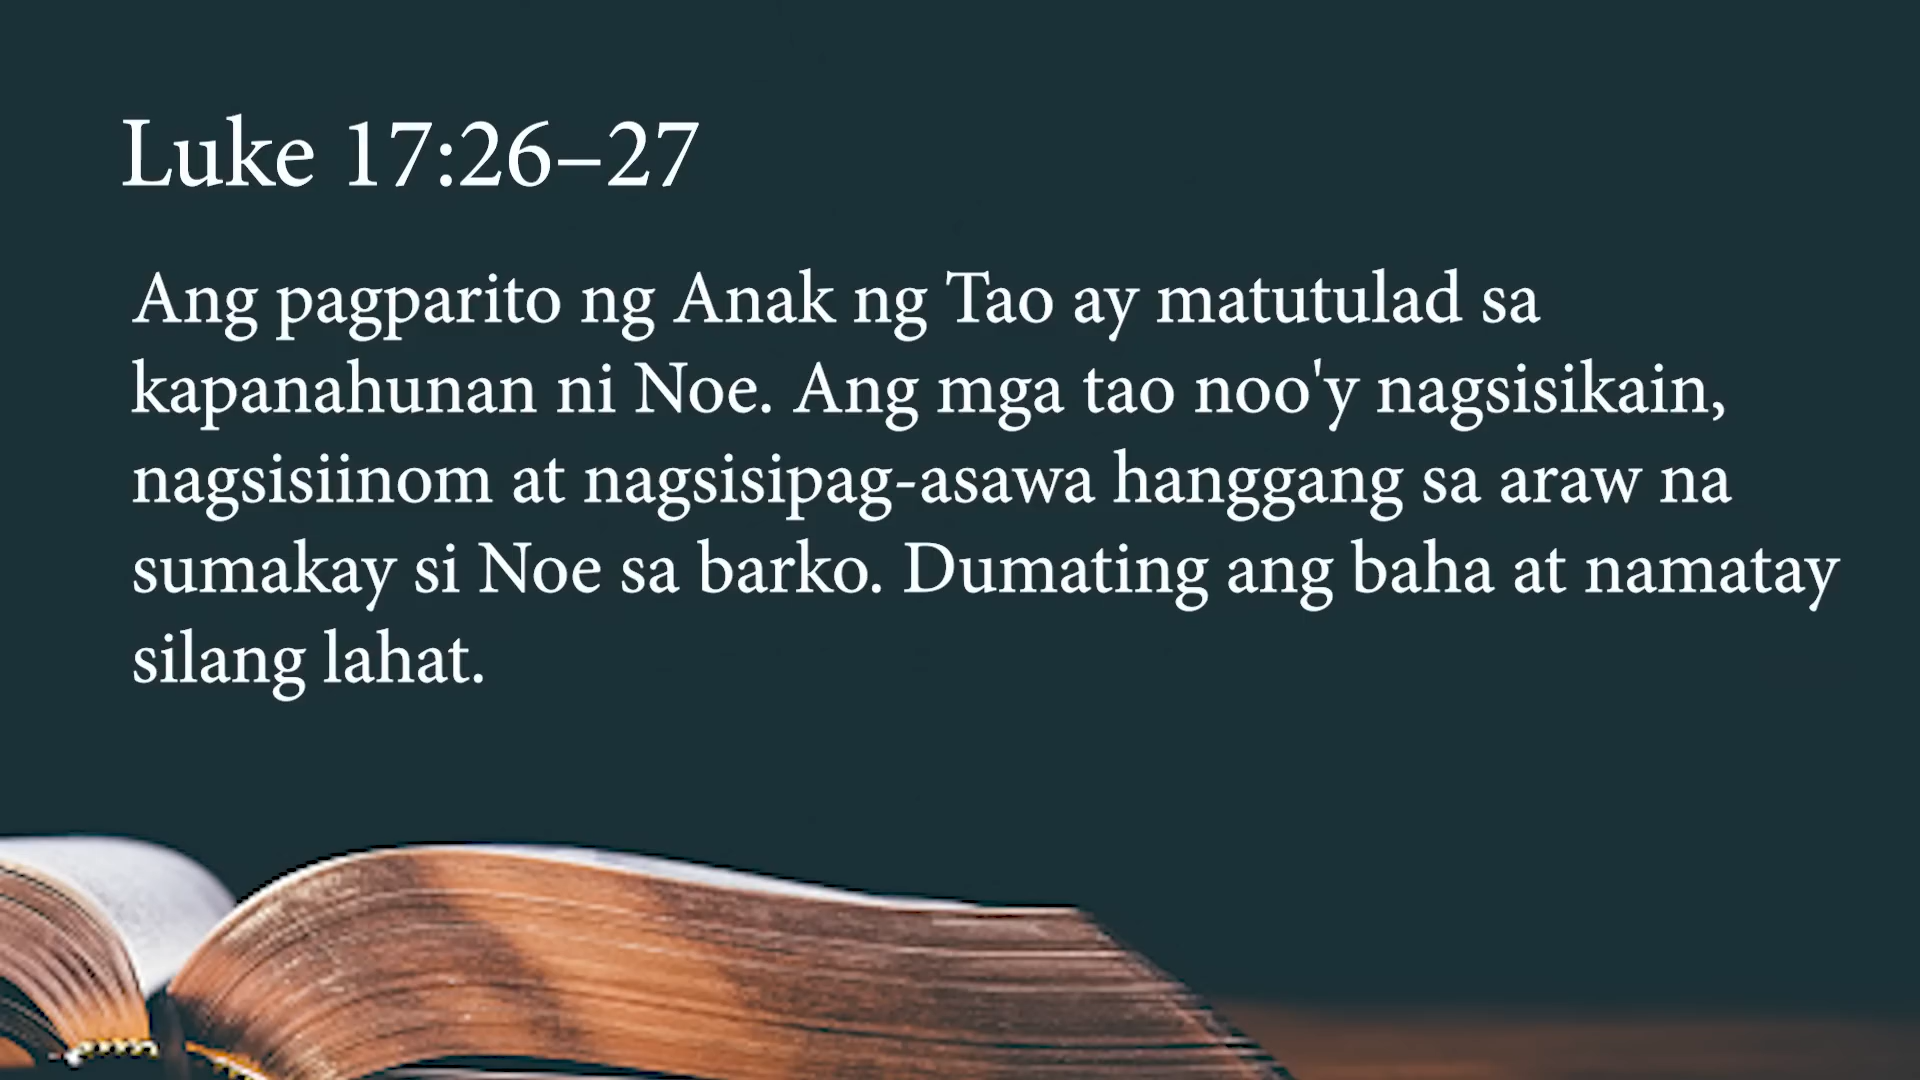 Luke 17:26–27
Ang pagparito ng Anak ng Tao ay matutulad sa
kapanahunan ni Noe. Ang mga tao noo'y nagsisikain,
nagsisiinom at nagsisipag-asawa hanggang sa araw na
sumakay si Noe sa barko. Dumating ang baha at namatay
silang lahat.